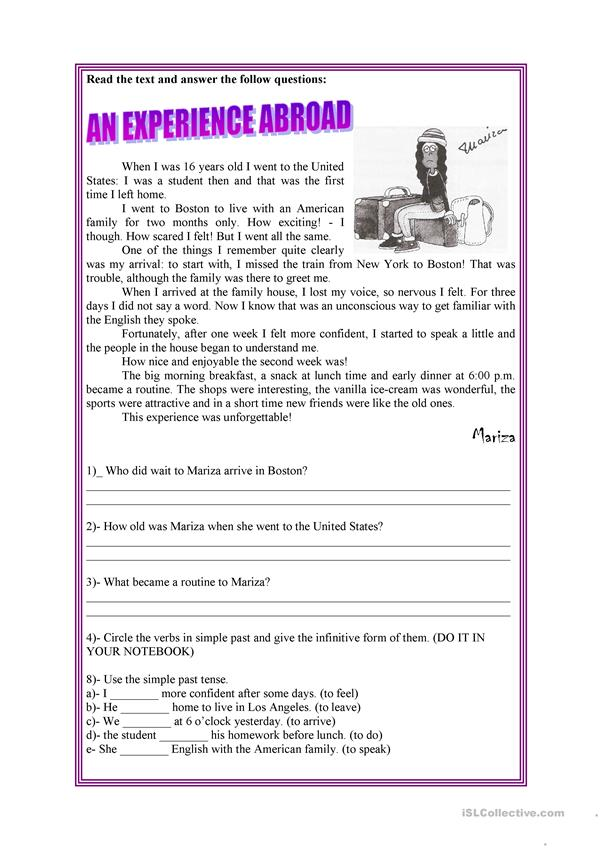 Read the text and answer the follow questions:
AN EXPERIENCE ABROAD
Mariza
When I was 16 years old I went to the United
States: I was a student then and that was the first
time I left home.
I went to Boston to live with an American
family for two months only. How exciting! - I
though. How scared I felt! But I went all the same.
One of the things I remember quite clearly
was my arrival: to start with, I missed the train from New York to Boston! That was
trouble, although the family was there to greet me.
When I arrived at the family house, I lost my voice, so nervous I felt. For three
days I did not say a word. Now I know that was an unconscious way to get familiar with
the English they spoke.
Fortunately, after one week I felt more confident, I started to speak a little and
the people in the house began to understand me.
How nice and enjoyable the second week was!
The big morning breakfast, a snack at lunch time and early dinner at 6:00 p.m.
became a routine. The shops were interesting, the vanilla ice-cream was wonderful, the
sports were attractive and in a short time new friends were like the old ones.
This experience was unforgettable!
Mariza
1)_ Who did wait to Mariza arrive in Boston?
2)- How old was Mariza when she went to the United States?
3)- What became a routine to Mariza?
4)- Circle the verbs in simple past and give the infinitive form of them. (DO IT IN
YOUR NOTEBOOK)
8)- Use the simple past tense.
a)- I ________ more confident after some days. (to feel)
b)- He ________ home to live in Los Angeles. (to leave)
c)- We ________ at 6 o'clock yesterday. (to arrive)
d)- the student ________ his homework before lunch. (to do)
e- She ________ English with the American family. (to speak)
iSLCollective.com